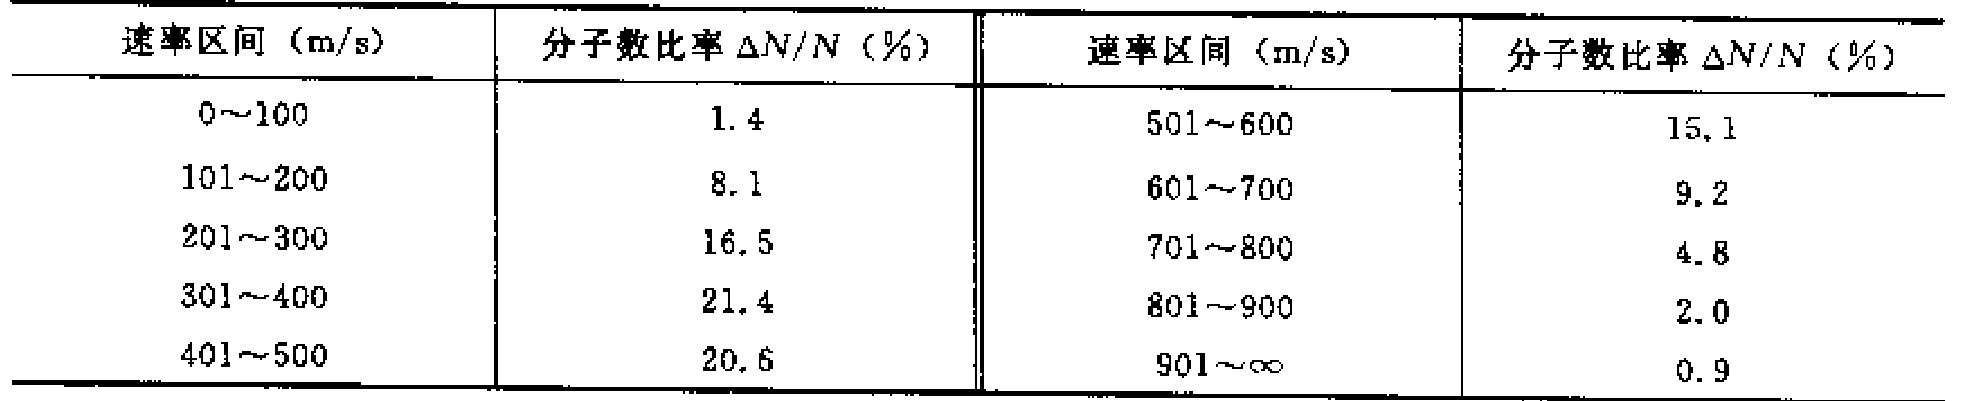 速率区间 (m/s) 分子数比率 ΔN/N (%) 速率区间 (m/s) 分子数比率 ΔN/N (%)
0~100 1.4 501~600 15.1
101~200 8.1 601~700 9.2
201~300 16.5 701~800 4.8
301~400 21.4 801~900 2.0
401~500 20.6 901~∞ 0.9